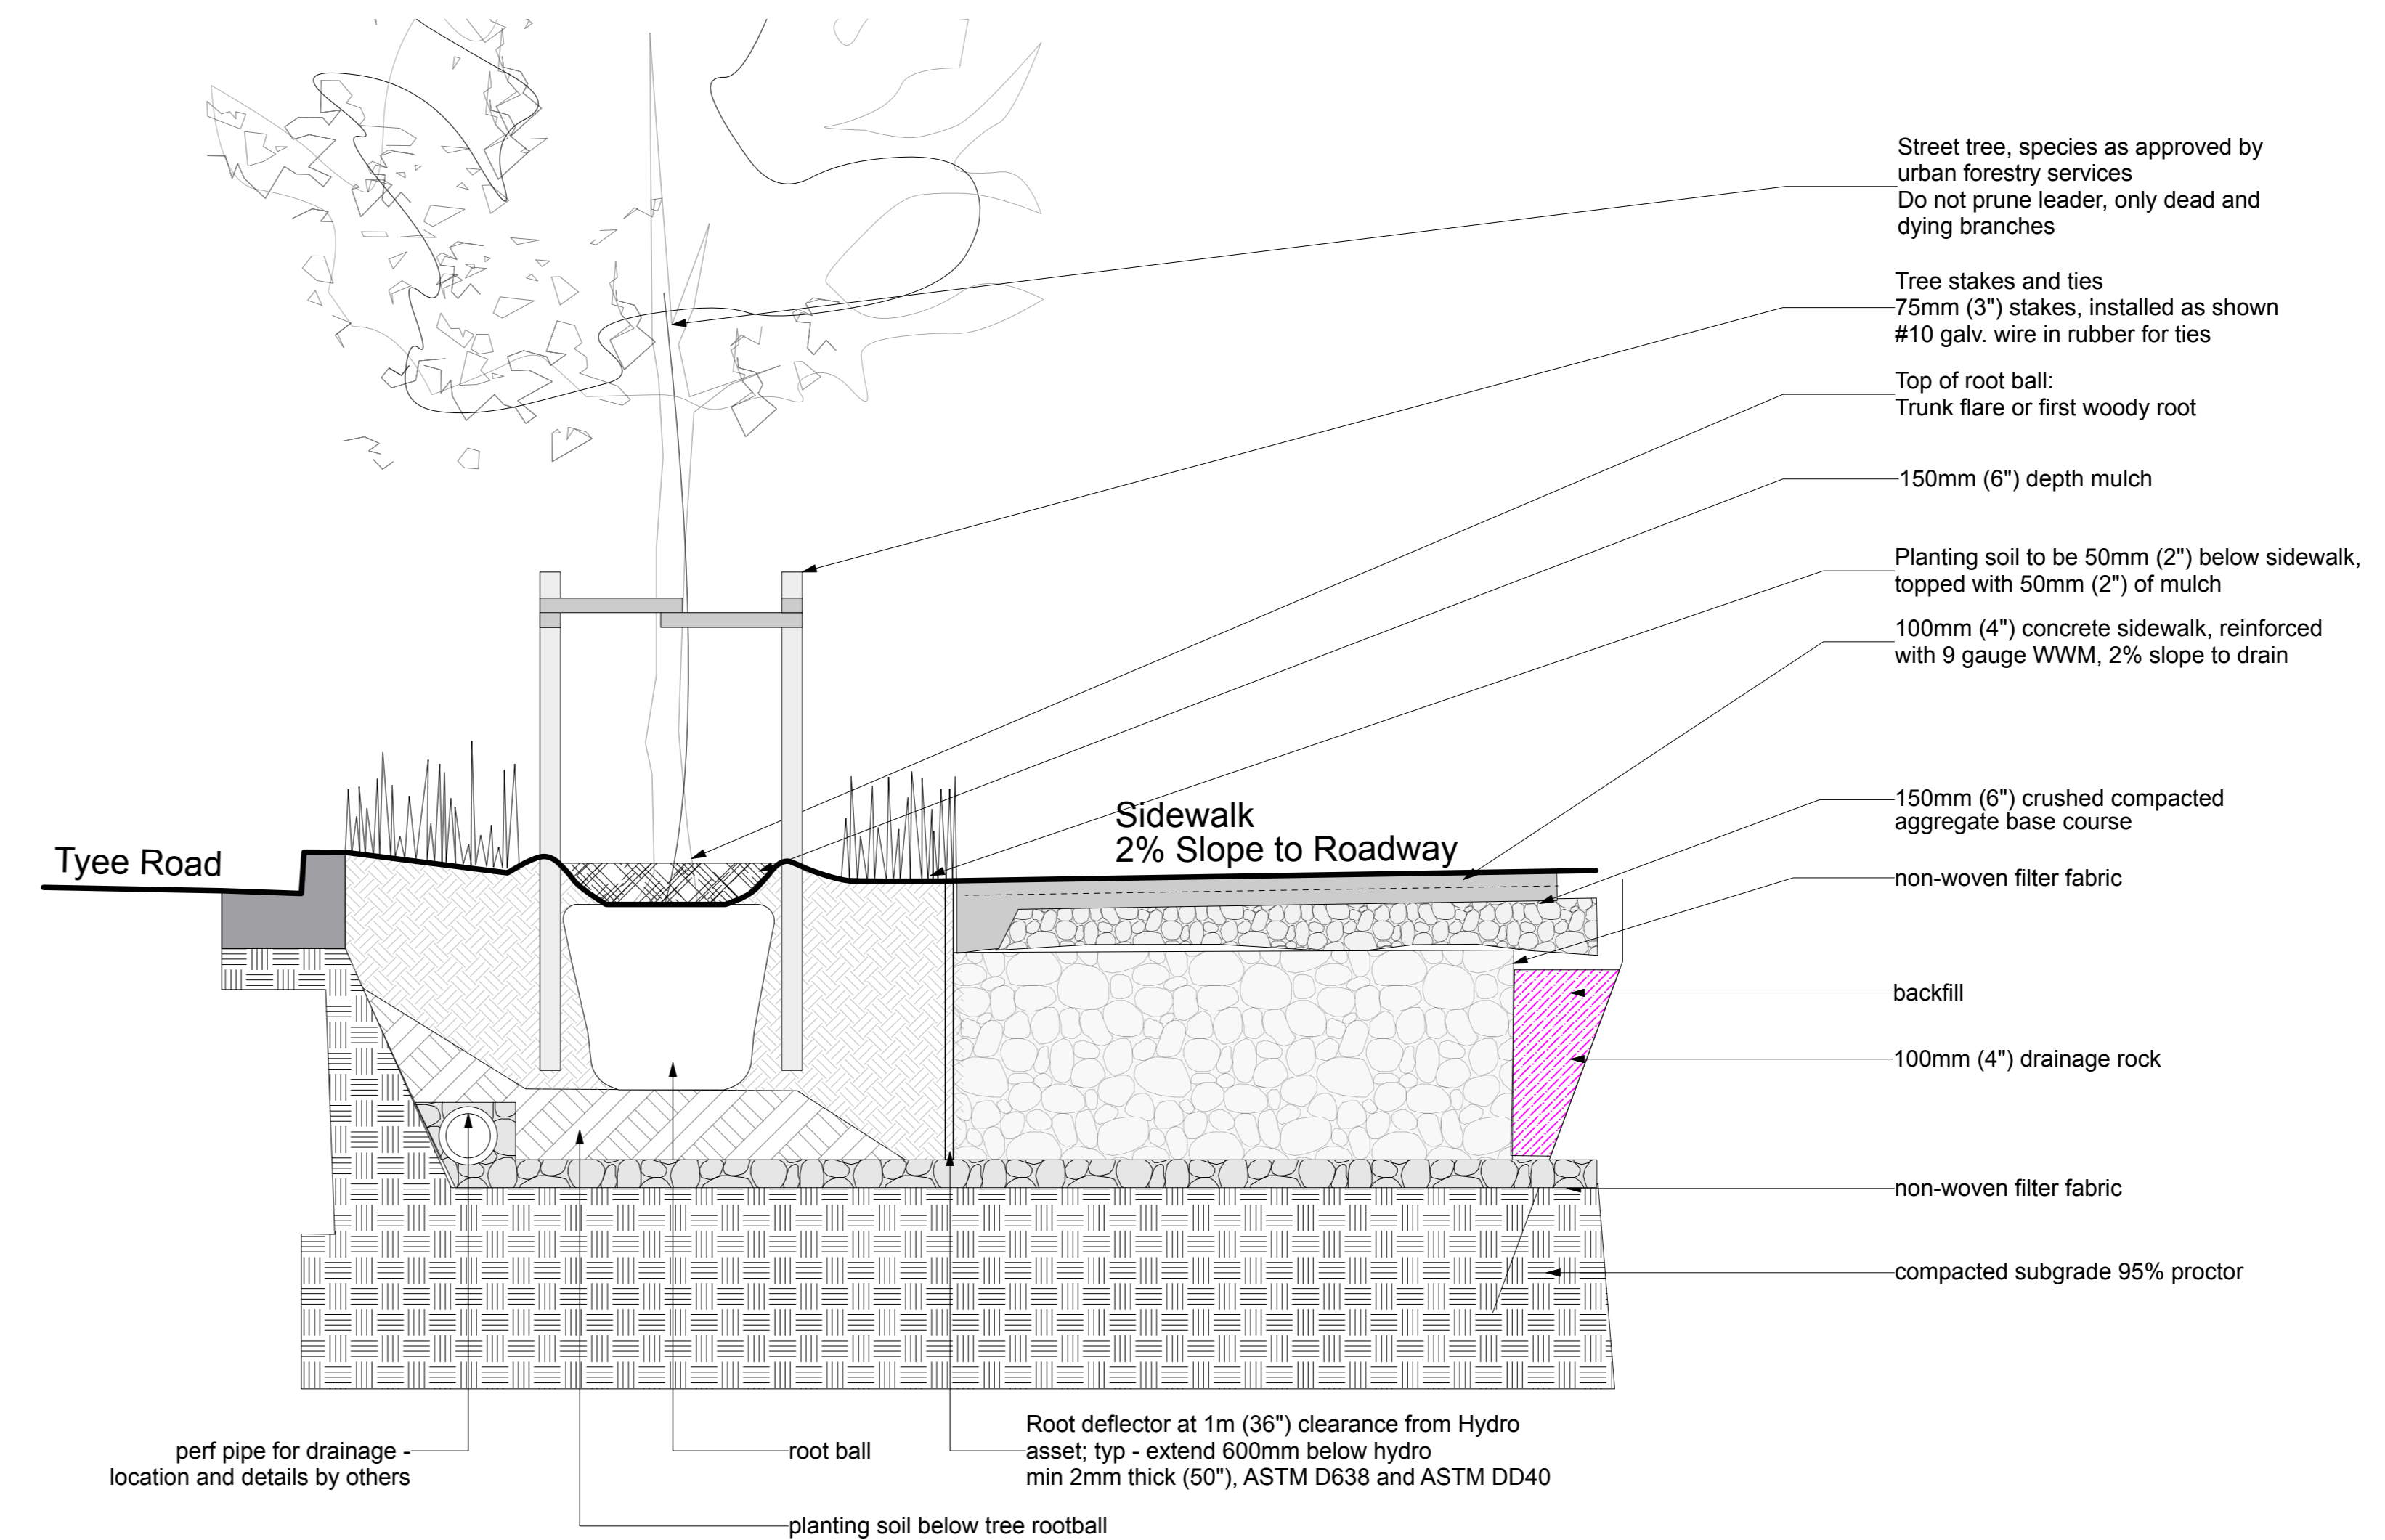 Street tree, species as approved by
urban forestry services
Do not prune leader, only dead and
dying branches
Tree stakes and ties
75mm (3") stakes, installed as shown
#10 galv. wire in rubber for ties
Top of root ball:
Trunk flare or first woody root
150mm (6") depth mulch
Planting soil to be 50mm (2") below sidewalk,
topped with 50mm (2") of mulch
100mm (4") concrete sidewalk, reinforced
with 9 gauge WWM, 2% slope to drain
150mm (6") crushed compacted
aggregate base course
non-woven filter fabric
backfill
100mm (4") drainage rock
non-woven filter fabric
compacted subgrade 95% proctor
Tyee Road
Sidewalk
2% Slope to Roadway
perf pipe for drainage -
location and details by others
root ball
planting soil below tree rootball
Root deflector at 1m (36") clearance from Hydro
asset; typ - extend 600mm below hydro
min 2mm thick (50"), ASTM D638 and ASTM DD40